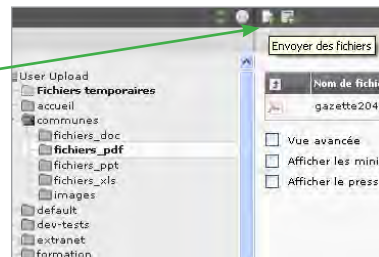 Envoyer des fichiers
User Upload
Fichiers temporaires
accueil
communes
fichiers_doc
fichiers_pdf
fichiers_ppt
fichiers_xls
images
default
dev-tests
extranet
formation
Nom de fichi
gazette204
Vue avancée
Afficher les mini
Afficher le press